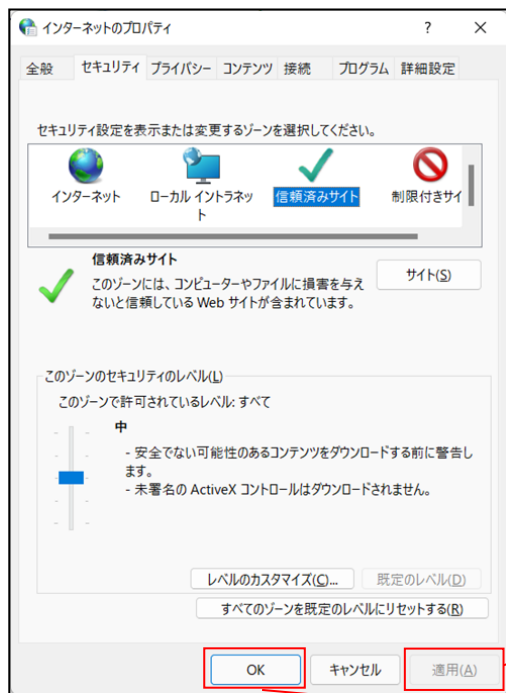 インターネットのプロパティ ? ×
全般 セキュリティ プライバシー コンテンツ 接続 プログラム 詳細設定
セキュリティ設定を表示または変更するゾーンを選択してください。
インターネット
ローカル イントラネッ
ト
信頼済みサイト
制限付きサイ
信頼済みサイト
このゾーンには、コンピューターやファイルに損害を与え
ないと信頼している Web サイトが含まれています。
サイト(S)
このゾーンのセキュリティのレベル(L)
このゾーンで許可されているレベル: すべて
中
- 安全でない可能性のあるコンテンツをダウンロードする前に警告し
ます。
- 未署名の ActiveX コントロールはダウンロードされません。
レベルのカスタマイズ(C)... 既定のレベル(D)
すべてのゾーンを既定のレベルにリセットする(R)
OK キャンセル 適用(A)